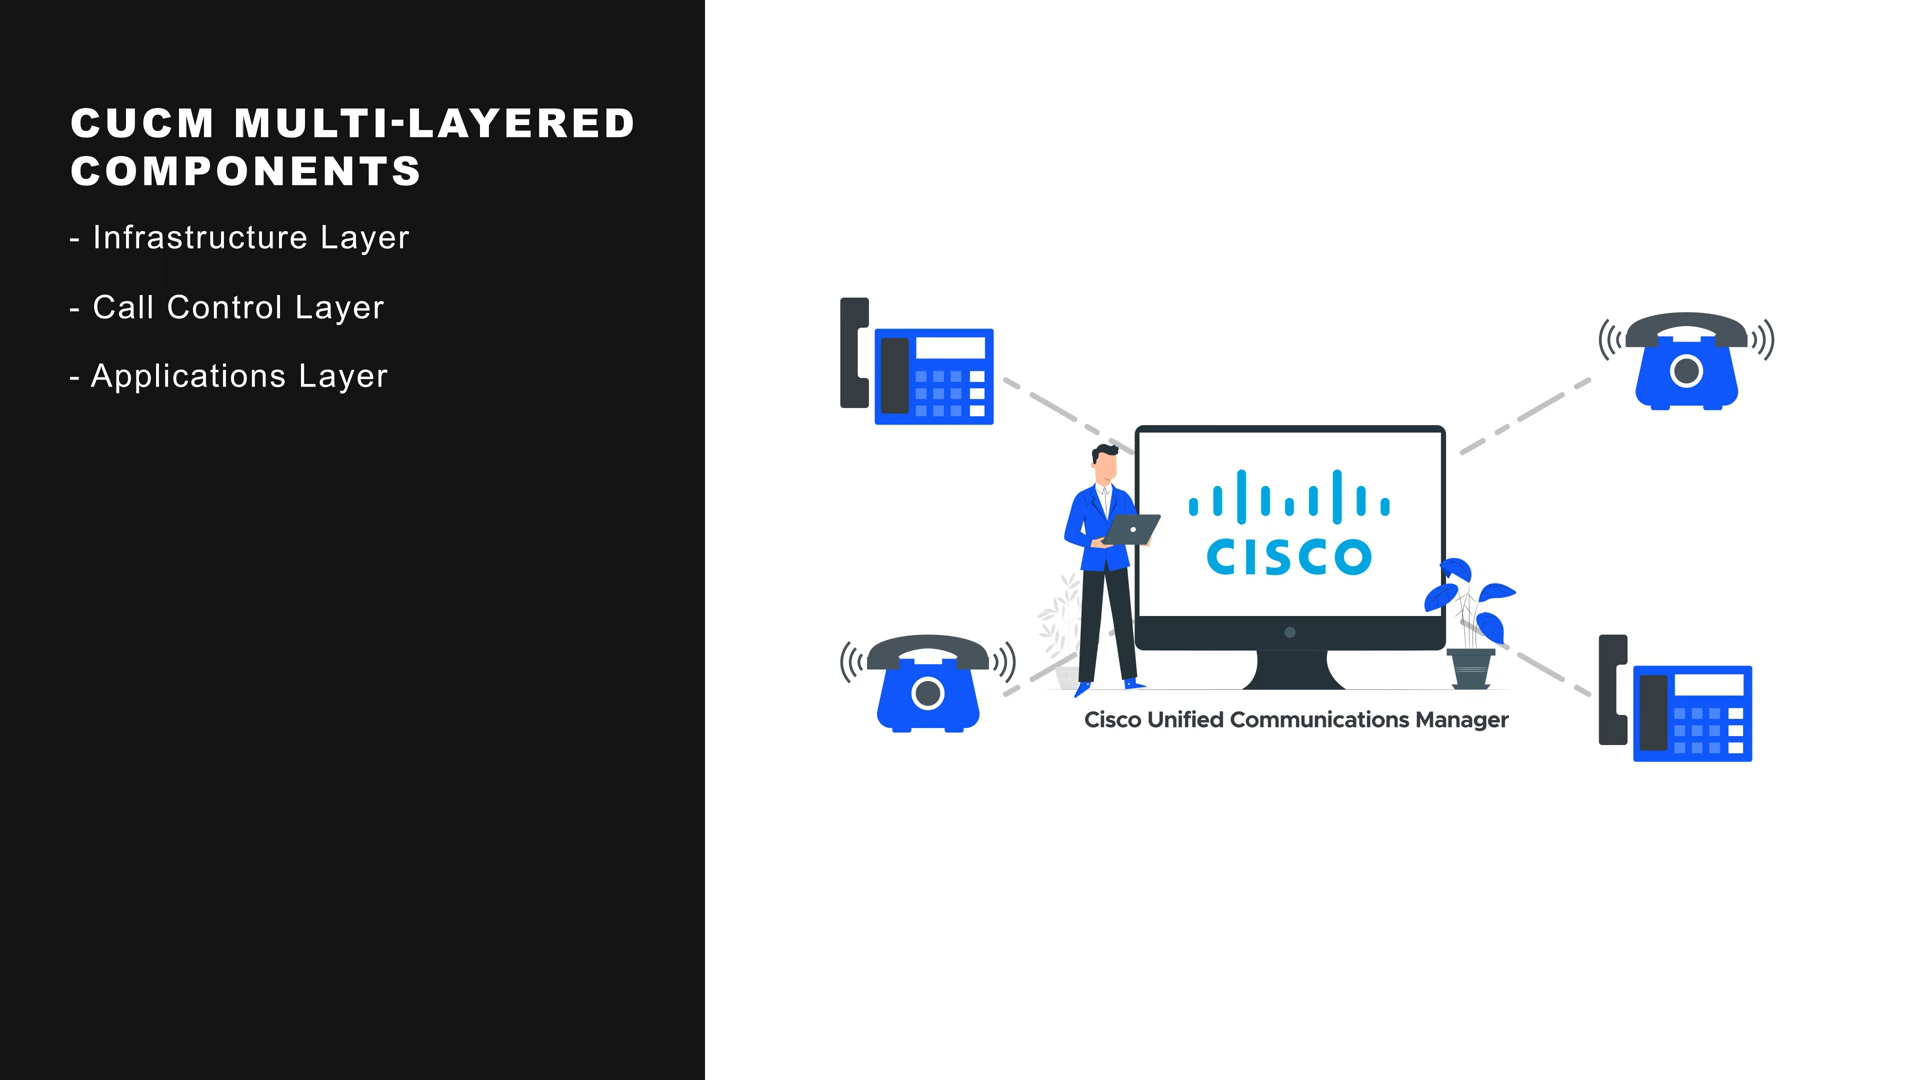 CUCM MULTI-LAYERED
COMPONENTS
- Infrastructure Layer
- Call Control Layer
- Applications Layer
CISCO
Cisco Unified Communications Manager